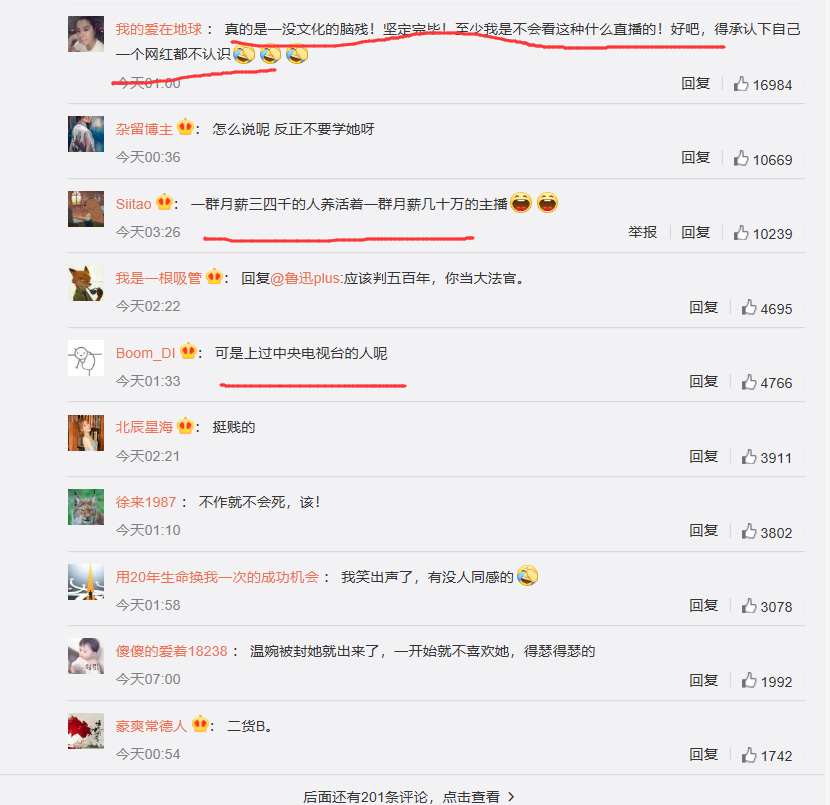 我的爱在地球： 真的是一没文化的脑残！坚定完毕！至少我是不会看这种什么直播的！好吧，得承认下自己
一个网红都不认识
今天01:00 回复 16984
杂留博主： 怎么说呢 反正不要学她呀
今天00:36 回复 10669
Siitao： 一群月薪三四千的人养活着一群月薪几十万的主播
今天03:26 举报 回复 10239
我是一根吸管： 回复@鲁迅plus:应该判五百年，你当大法官。
今天02:22 回复 4695
Boom_DI： 可是上过中央电视台的人呢
今天01:33 回复 4766
北辰星海： 挺贱的
今天02:21 回复 3911
徐来1987： 不作就不会死，该！
今天01:10 回复 3802
用20年生命换我一次的成功机会： 我笑出声了，有没人同感的
今天01:58 回复 3078
傻傻的爱着18238： 温婉被封她就出来了，一开始就不喜欢她，得瑟得瑟的
今天07:00 回复 1992
豪爽常德人： 二货B。
今天00:54 回复 1742
后面还有201条评论，点击查看